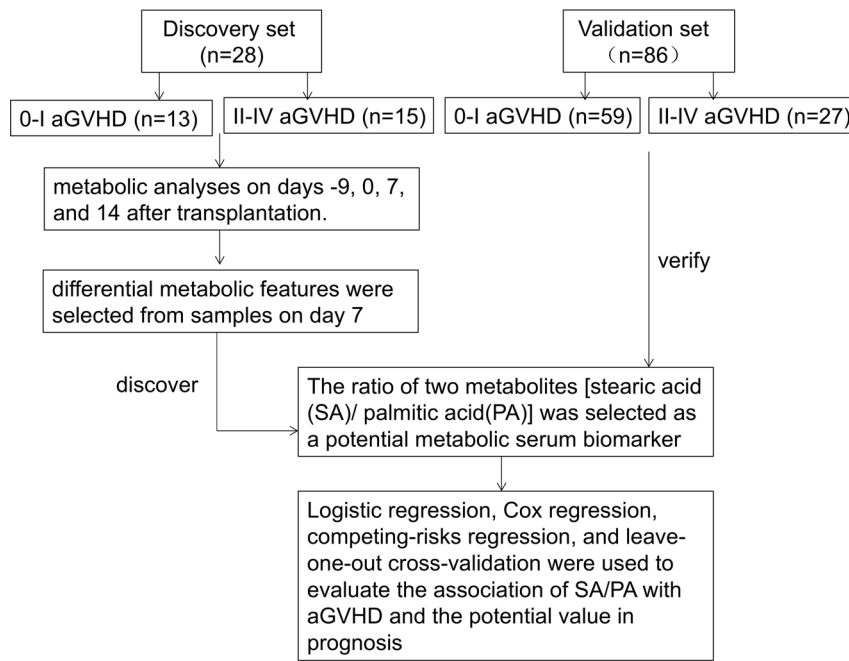 Discovery set
(n=28)
Validation set
（n=86）
0-I aGVHD (n=13)
II-IV aGVHD (n=15)
0-I aGVHD (n=59)
II-IV aGVHD (n=27)
metabolic analyses on days -9, 0, 7,
and 14 after transplantation.
differential metabolic features were
selected from samples on day 7
verify
discover
The ratio of two metabolites [stearic acid
(SA)/ palmitic acid(PA)] was selected as
a potential metabolic serum biomarker
Logistic regression, Cox regression,
competing-risks regression, and leave-
one-out cross-validation were used to
evaluate the association of SA/PA with
aGVHD and the potential value in
prognosis